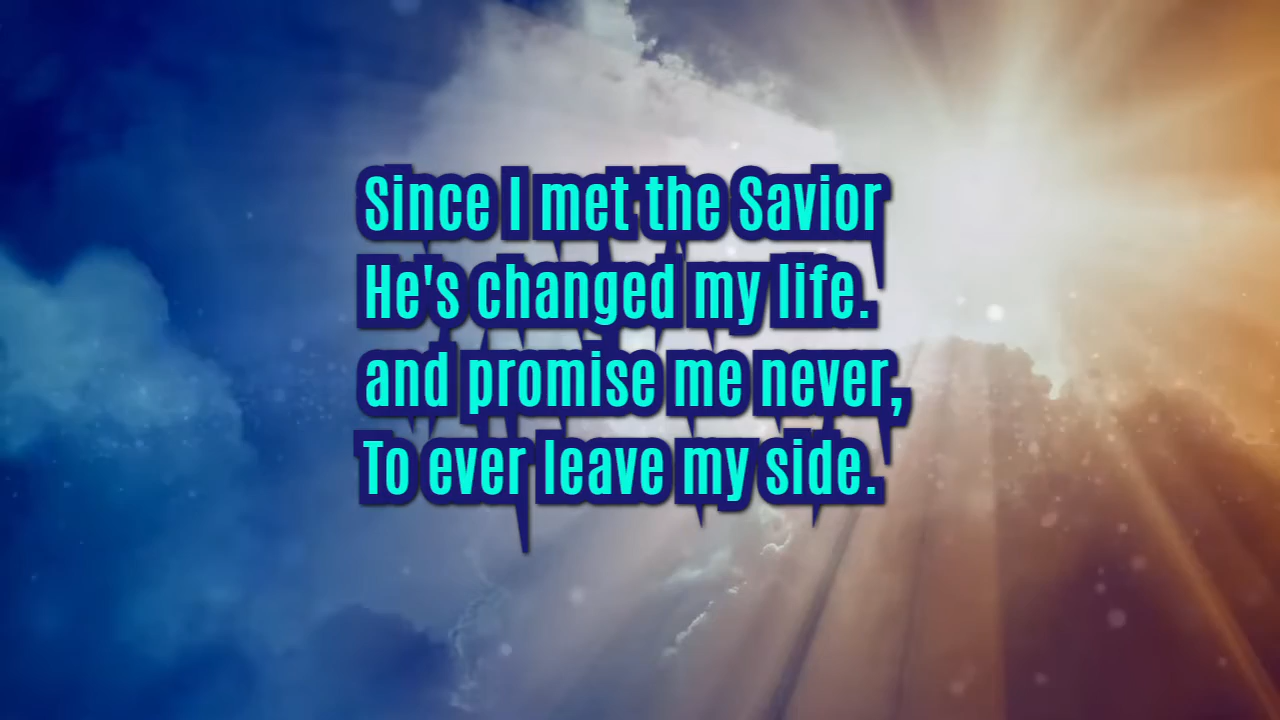 Since I met the Savior
He's changed my life.
and promise me never,
To ever leave my side.